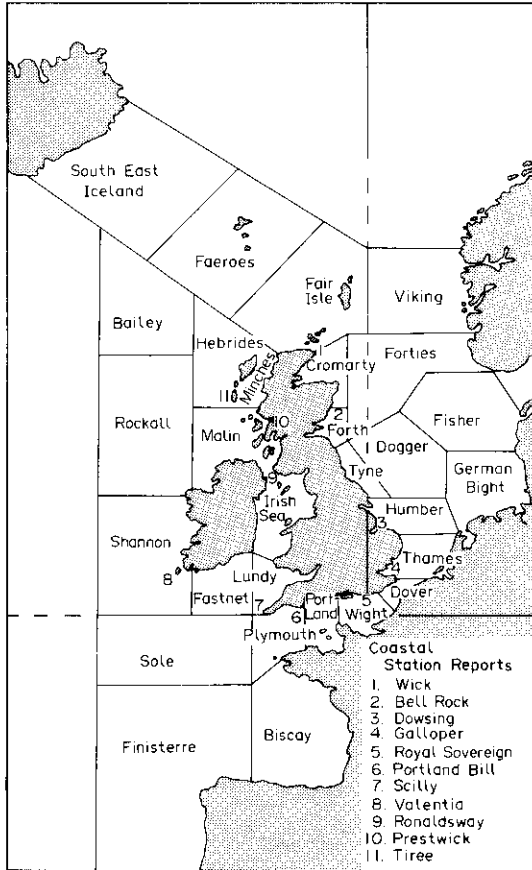 South East
Iceland
Faeroes
Fair
Isle
Viking
Bailey
Hebrides
Minches
1
Cromarty
Forties
11
Rockall
Malin
10
2
Forth
Fisher
Dogger
Tyne
German
Bight
9
Irish
Sea
Humber
3
Shannon
Thames
4
8
Lundy
Dover
Fastnet
7
6
Port
Land
5
Wight
Plymouth
Sole
Finisterre
Biscay
Coastal
Station Reports
1. Wick
2. Bell Rock
3. Dowsing
4. Galloper
5. Royal Sovereign
6. Portland Bill
7. Scilly
8. Valentia
9. Ronaldsway
10. Prestwick
11. Tiree